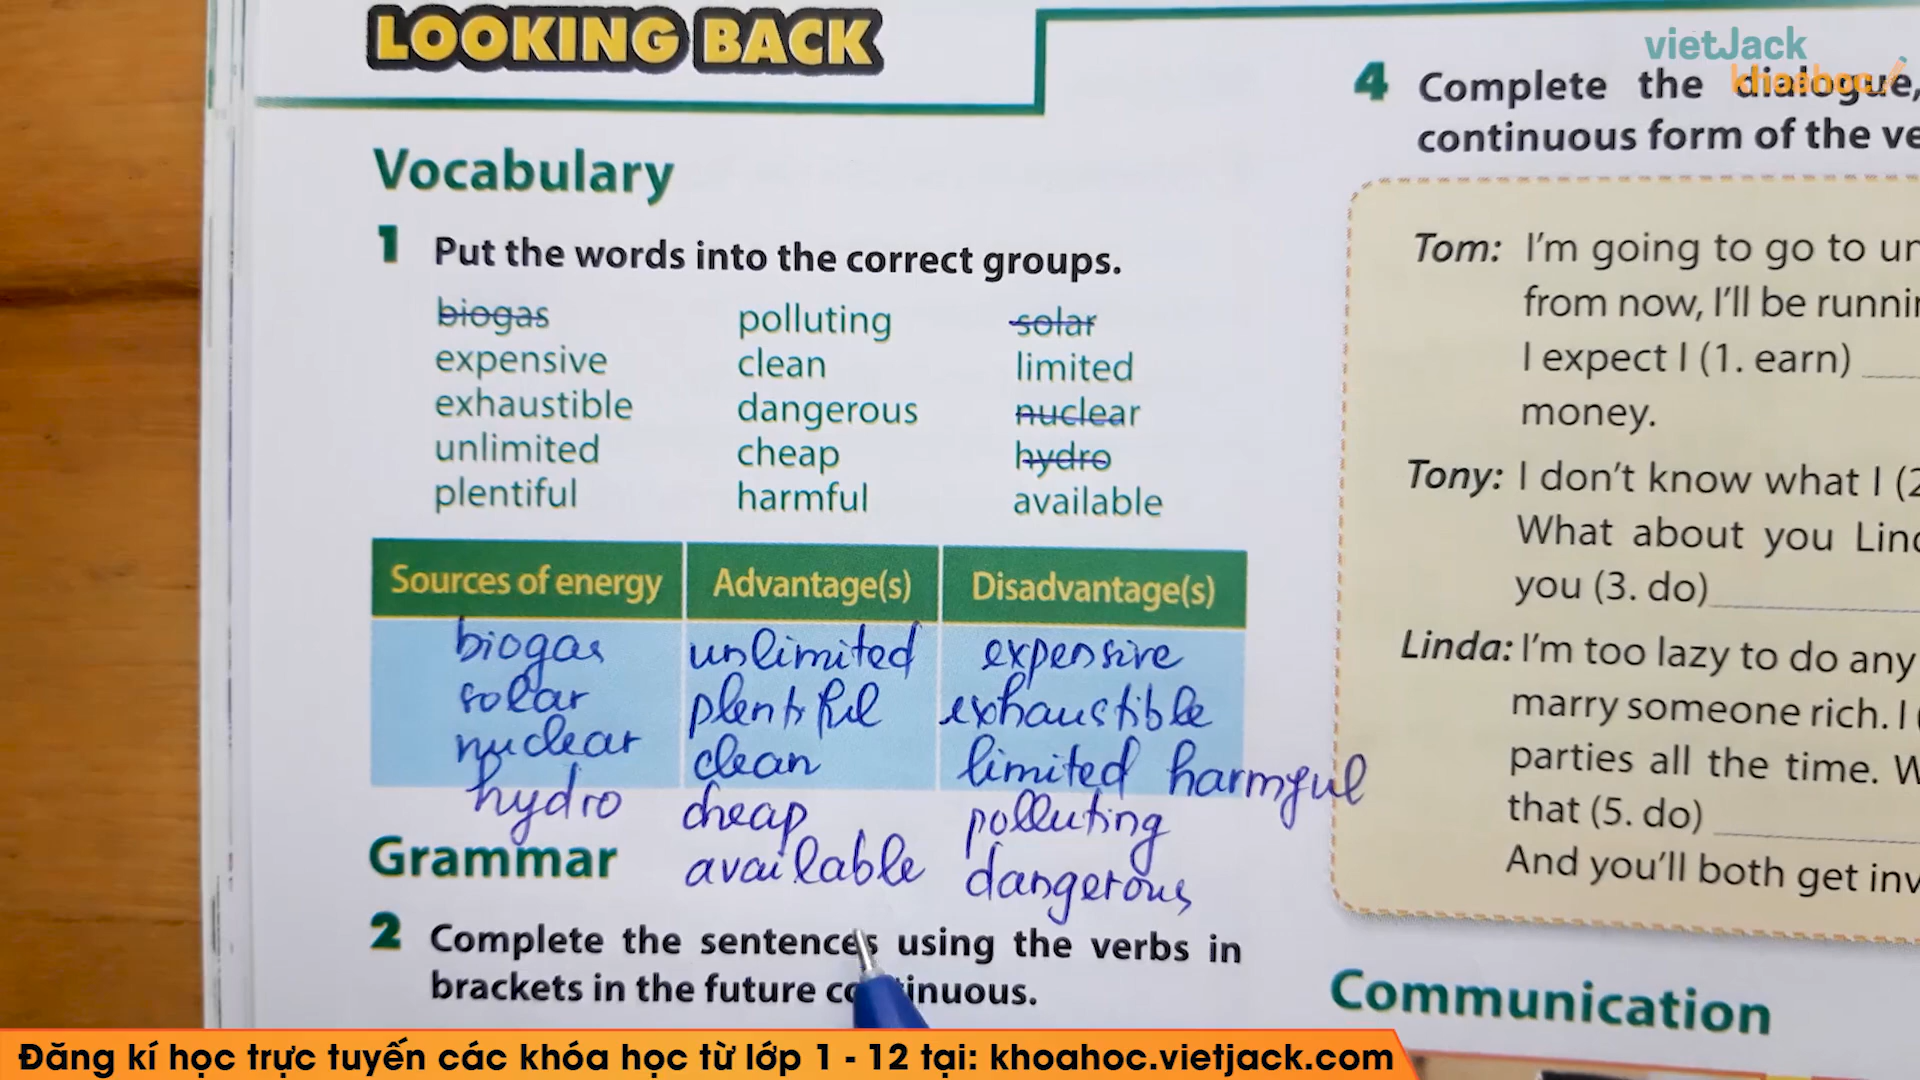 LOOKING BACK
Vocabulary
1 Put the words into the correct groups.
biogas polluting solar
expensive clean limited
exhaustible dangerous nuclear
unlimited cheap hydro
plentiful harmful available
Sources of energy Advantage(s) Disadvantage(s)
biogas unlimited expensive
solar plentiful exhaustible
nuclear clean limited harmful
hydro cheap polluting
available dangerous
Grammar
2 Complete the sentences using the verbs in
brackets in the future continuous.
vietJack
khoahoc
4 Complete the dialogue,
continuous form of the ve
Tom: I'm going to go to un
from now, I'll be runnin
I expect I (1. earn) ____
money.
Tony: I don't know what I (2
What about you Lind
you (3. do)____
Linda: I'm too lazy to do any
marry someone rich. I
parties all the time. W
that (5. do) ____
And you'll both get inv
Communication
Đăng kí học trực tuyến các khóa học từ lớp 1 - 12 tại: khoahoc.vietjack.com